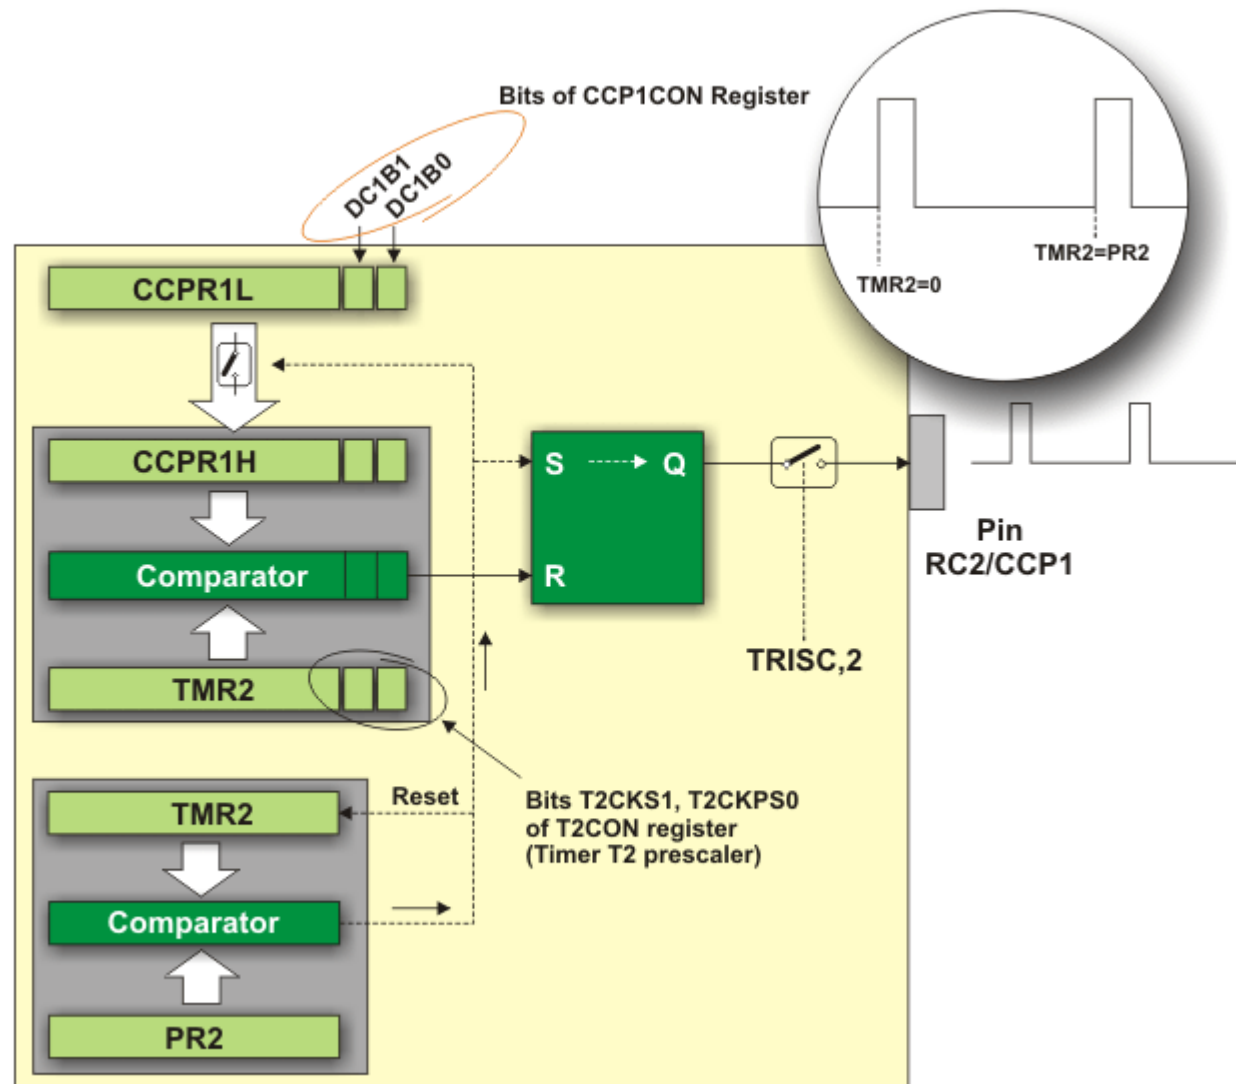 Bits of CCP1CON Register
DC1B1
DC1B0
TMR2=0
TMR2=PR2
CCPR1L
CCPR1H
Comparator
TMR2
S
Q
R
Pin
RC2/CCP1
TRISC,2
Reset
Bits T2CKS1, T2CKPS0
of T2CON register
(Timer T2 prescaler)
TMR2
Comparator
PR2